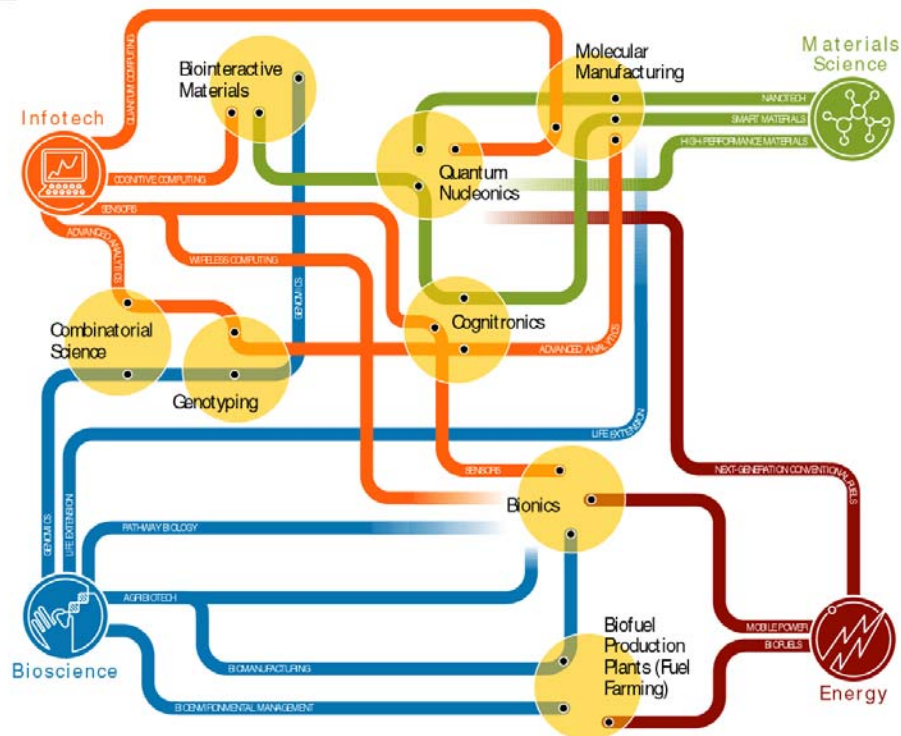 QUANTUM COMPUTING
Biointeractive
Materials
Molecular
Manufacturing
Materials
Science
NANOTECH
SMART MATERIALS
HIGH PERFORMANCE MATERIALS
Infotech
COGNITIVE COMPUTING
Quantum
Nucleonics
SENSORS
ADVANCED ANALYTICS
WIRELESS COMPUTING
GENOMICS
Combinatorial
Science
Cognitronics
ADVANCED ANALYTICS
Genotyping
LIFE EXTENSION
SENSORS
NEXT-GENERATION CONVENTIONAL FUELS
Bionics
GENOMICS
LIFE EXTENSION
PATHWAY BIOLOGY
AGRIBIOTECH
Bioscience
BIOMANUFACTURING
BIOENVIRONMENTAL MANAGEMENT
Biofuel
Production
Plants (Fuel
Farming)
MOBILE POWER
BIOFUELS
Energy